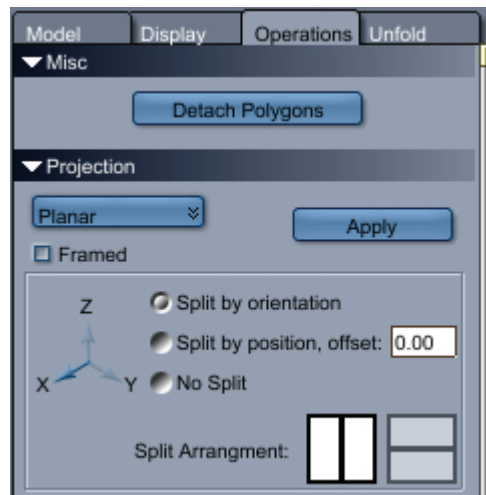 Model Display Operations Unfold
Misc
Detach Polygons
Projection
Planar
Apply
Framed
Z
X
Y
Split by orientation
Split by position, offset: 0.00
No Split
Split Arrangment: